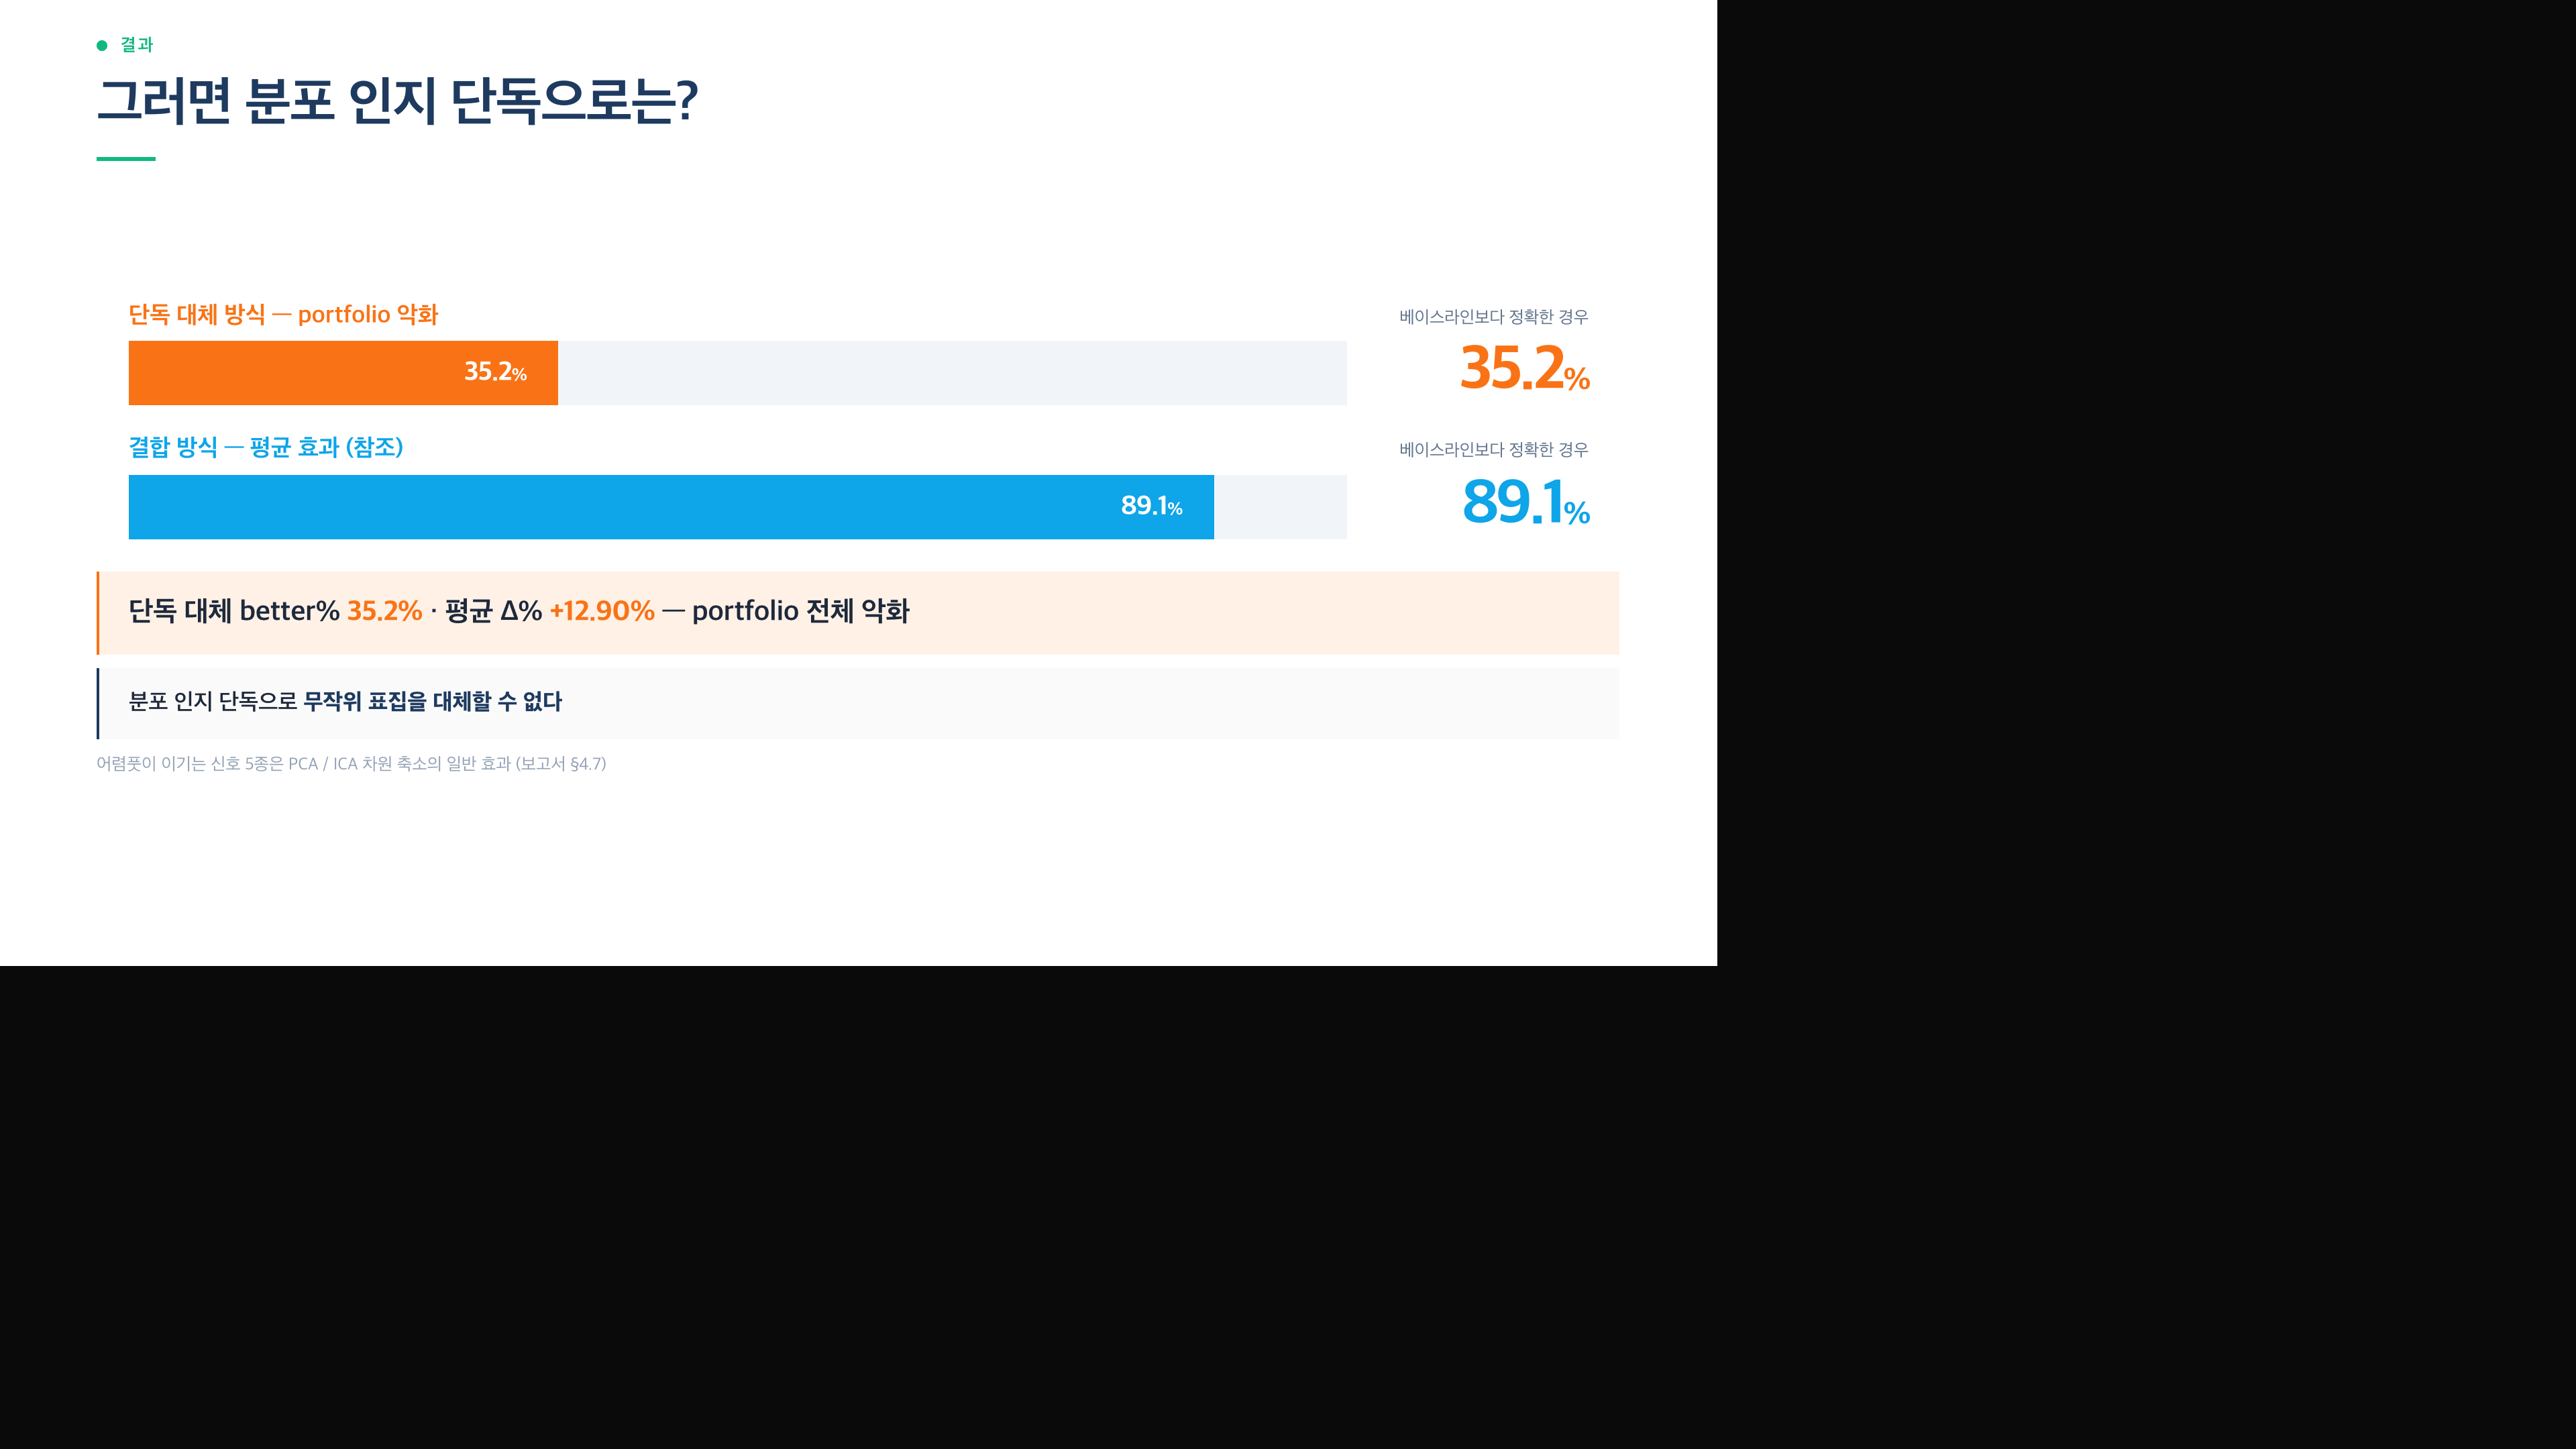 결과
그러면 분포 인지 단독으로는?
단독 대체 방식 — portfolio 악화
베이스라인보다 정확한 경우
35.2%
35.2%
결합 방식 — 평균 효과 (참조)
베이스라인보다 정확한 경우
89.1%
89.1%
단독 대체 better% 35.2% · 평균 Δ% +12.90% — portfolio 전체 악화
분포 인지 단독으로 무작위 표집을 대체할 수 없다
어렴풋이 이기는 신호 5종은 PCA / ICA 차원 축소의 일반 효과 (보고서 §4.7)